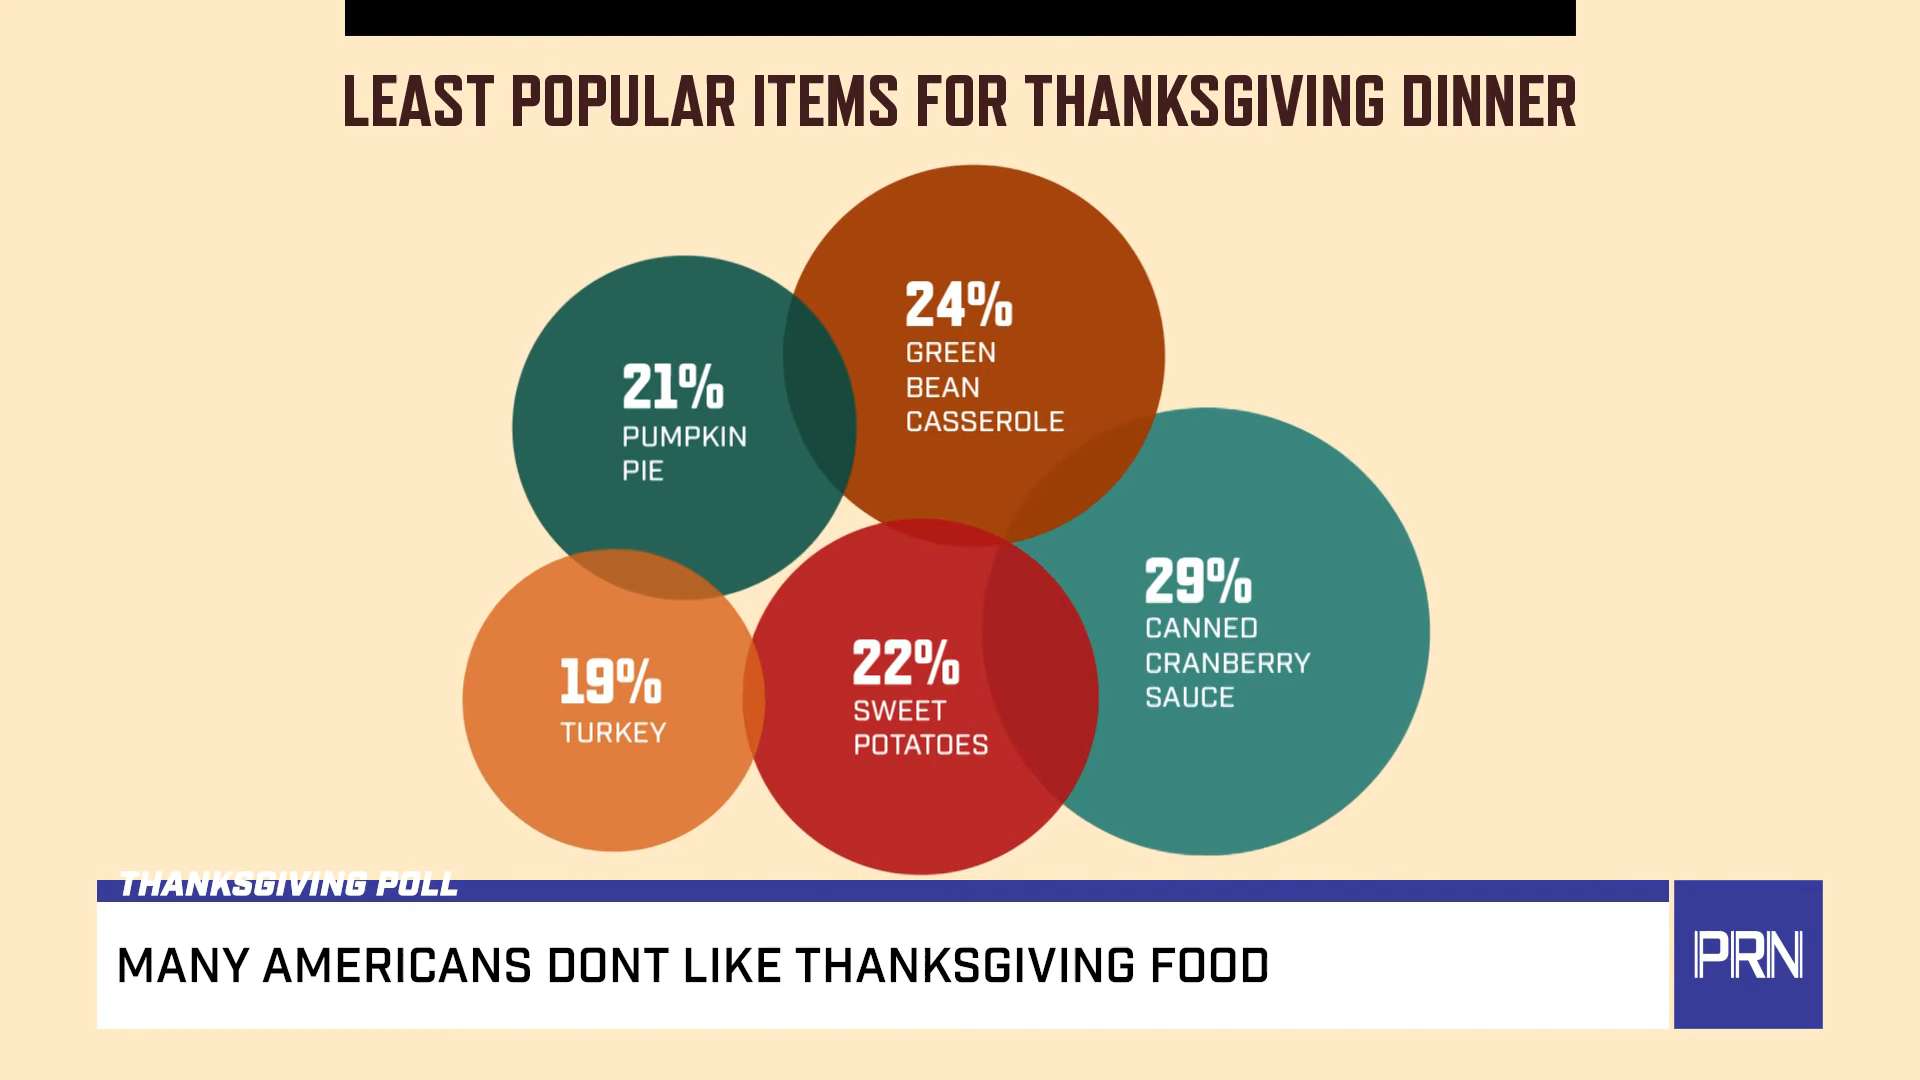 LEAST POPULAR ITEMS FOR THANKSGIVING DINNER
24%
GREEN
BEAN
CASSEROLE
21%
PUMPKIN
PIE
29%
CANNED
CRANBERRY
SAUCE
22%
SWEET
POTATOES
19%
TURKEY
THANKSGIVING POLL
MANY AMERICANS DONT LIKE THANKSGIVING FOOD
PRN